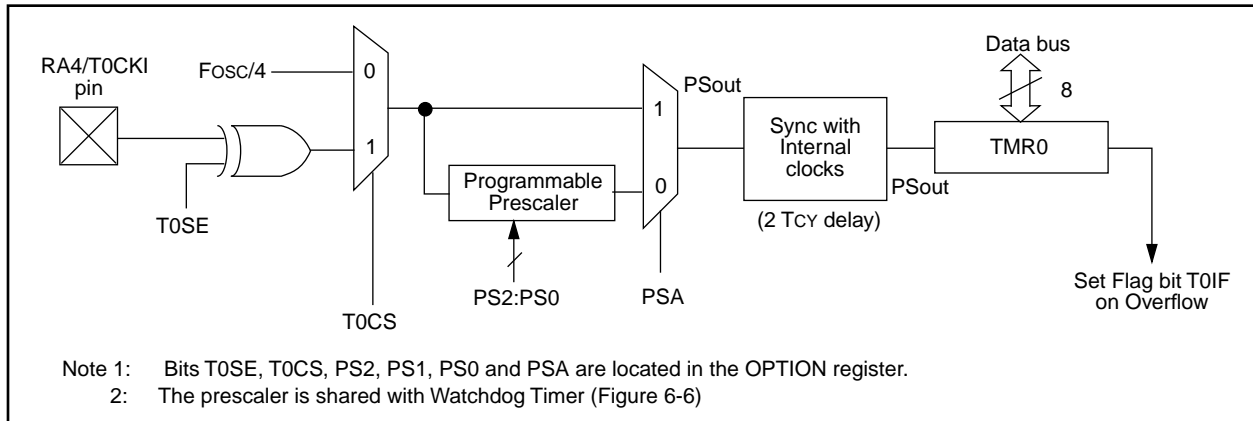 RA4/T0CKI
pin
FOSC/4
0
1
T0SE
T0CS
Programmable
Prescaler
PS2:PS0
1
0
PSA
PSout
Sync with
Internal
clocks
(2 TCY delay)
PSout
Data bus
8
TMR0
Set Flag bit T0IF
on Overflow
Note 1: Bits T0SE, T0CS, PS2, PS1, PS0 and PSA are located in the OPTION register.
2: The prescaler is shared with Watchdog Timer (Figure 6-6)